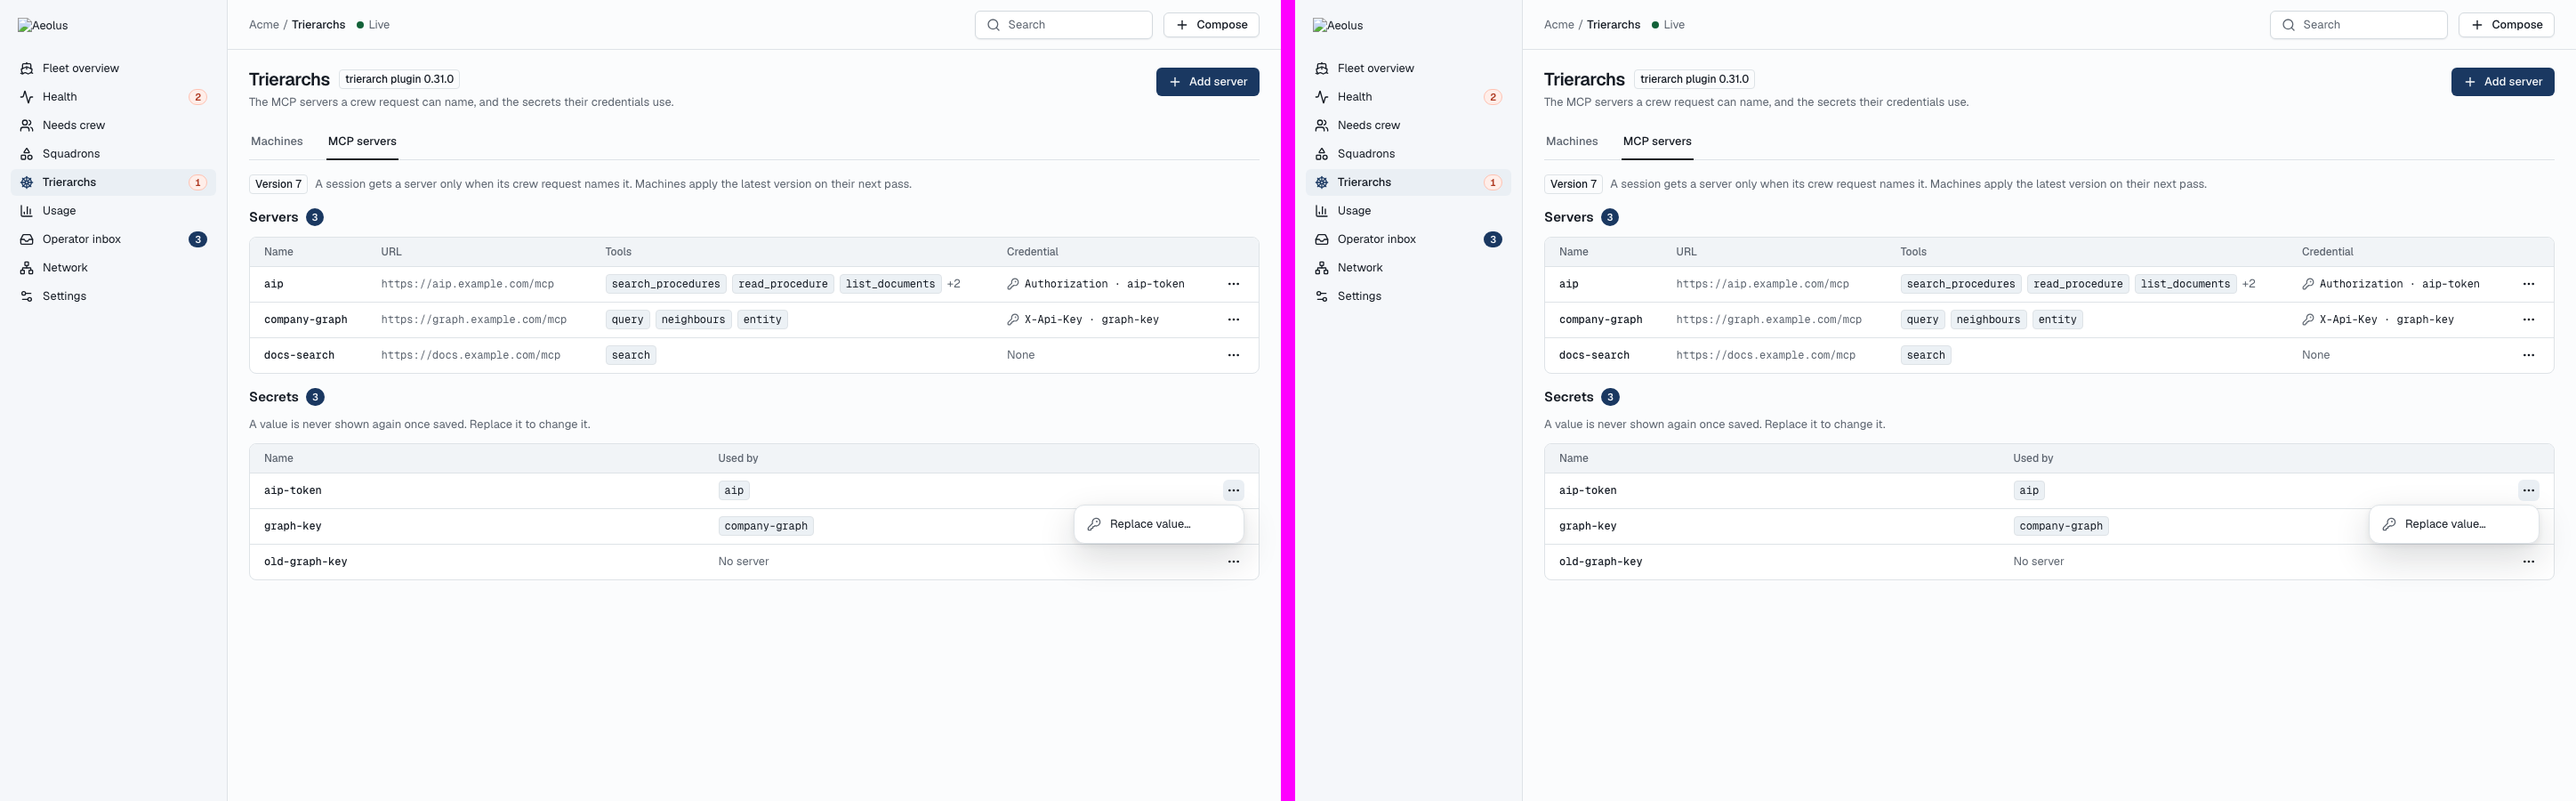 Aeolus
Acme / Trierarchs Live
Search
Compose
Fleet overview
Health 2
Needs crew
Squadrons
Trierarchs 1
Usage
Operator inbox 3
Network
Settings
Trierarchs trierarch plugin 0.31.0
Add server
The MCP servers a crew request can name, and the secrets their credentials use.
Machines MCP servers
Version 7 A session gets a server only when its crew request names it. Machines apply the latest version on their next pass.
Servers 3
Name URL Tools Credential
aip https://aip.example.com/mcp search_procedures read_procedure list_documents +2 Authorization · aip-token
company-graph https://graph.example.com/mcp query neighbours entity X-Api-Key · graph-key
docs-search https://docs.example.com/mcp search None
Secrets 3
A value is never shown again once saved. Replace it to change it.
Name Used by
aip-token aip
Replace value…
graph-key company-graph
old-graph-key No server
Aeolus
Acme / Trierarchs Live
Search
Compose
Fleet overview
Health 2
Needs crew
Squadrons
Trierarchs 1
Usage
Operator inbox 3
Network
Settings
Trierarchs trierarch plugin 0.31.0
Add server
The MCP servers a crew request can name, and the secrets their credentials use.
Machines MCP servers
Version 7 A session gets a server only when its crew request names it. Machines apply the latest version on their next pass.
Servers 3
Name URL Tools Credential
aip https://aip.example.com/mcp search_procedures read_procedure list_documents +2 Authorization · aip-token
company-graph https://graph.example.com/mcp query neighbours entity X-Api-Key · graph-key
docs-search https://docs.example.com/mcp search None
Secrets 3
A value is never shown again once saved. Replace it to change it.
Name Used by
aip-token aip
Replace value…
graph-key company-graph
old-graph-key No server